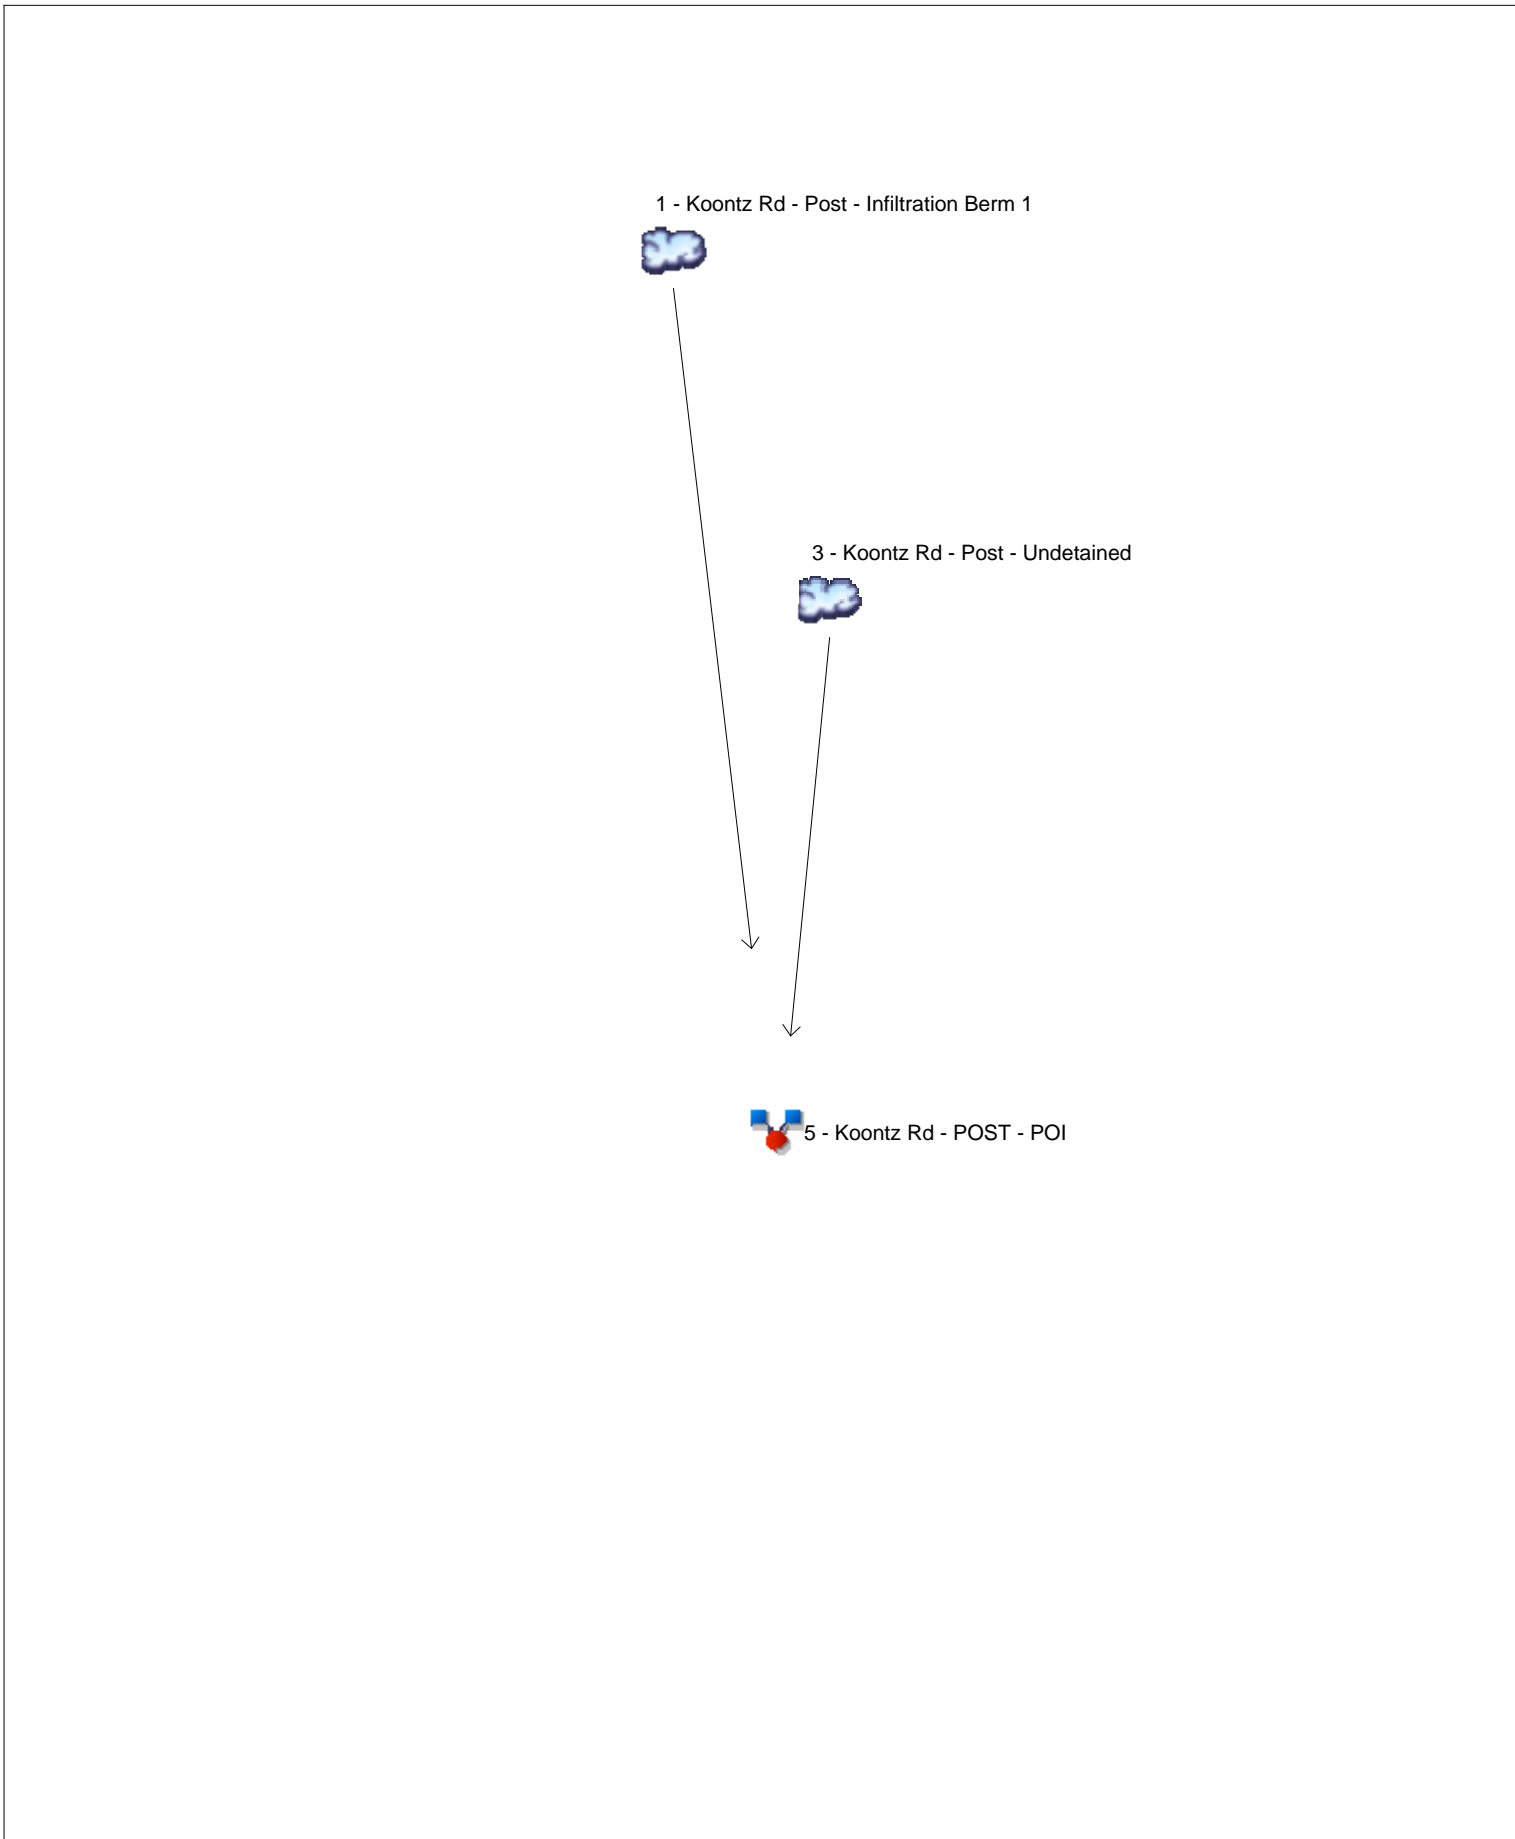 1 - Koontz Rd - Post - Infiltration Berm 1
3 - Koontz Rd - Post - Undetained
5 - Koontz Rd - POST - POI